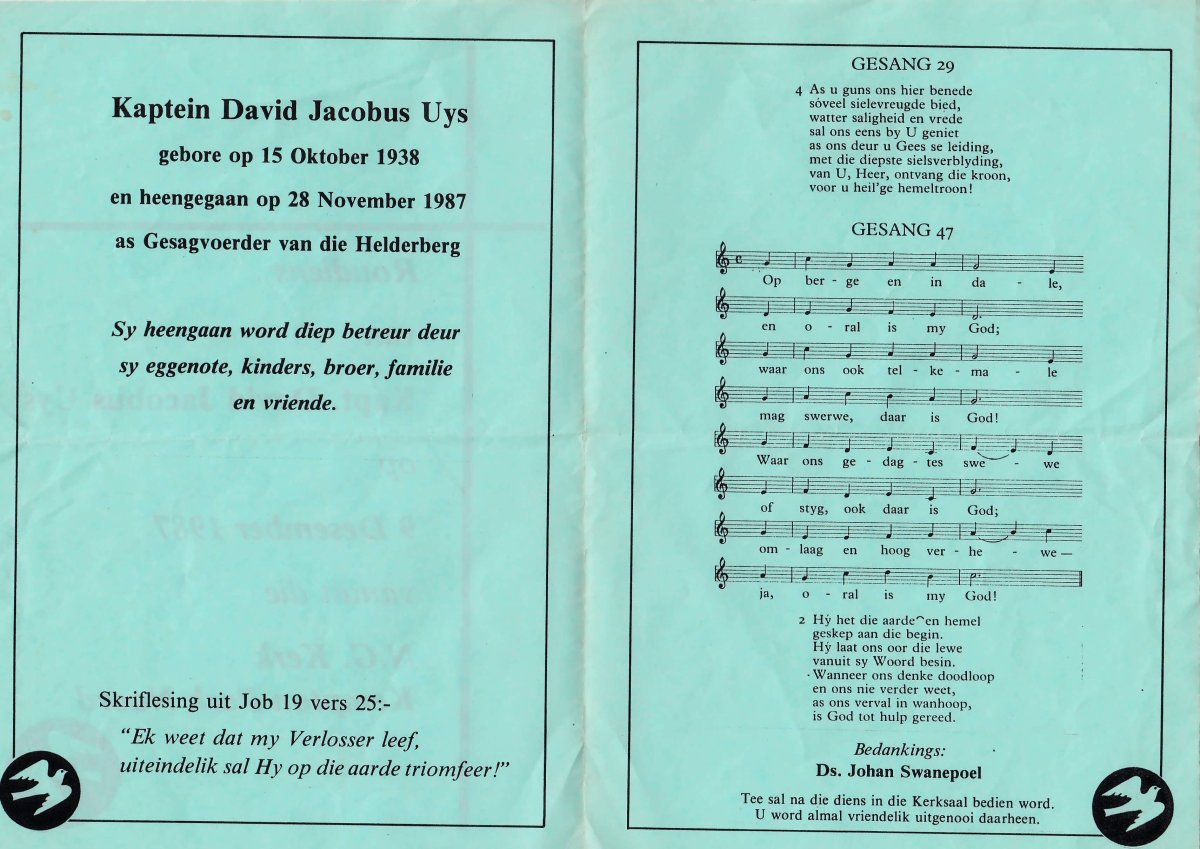 Kaptein David Jacobus Uys
gebore op 15 Oktober 1938
en heengegaan op 28 November 1987
as Gesagvoerder van die Helderberg
Sy heengaan word diep betreur deur
sy eggenote, kinders, broer, familie
en vriende.
Skriflesing uit Job 19 vers 25:-
“Ek weet dat my Verlosser leef,
uiteindelik sal Hy op die aarde triomfeer!”
GESANG 29
4 As u guns ons hier benede
sóveel sielevreugde bied,
watter saligheid en vrede
sal ons eens by U geniet
as ons deur u Gees se leiding,
met die diepste sielsverblyding,
van U, Heer, ontvang die kroon,
voor u heil'ge hemeltroon!
GESANG 47
Op ber - ge en in da - le,
en o - ral is my God;
waar ons ook tel - ke - ma - le
mag swerwe, daar is God!
Waar ons ge - dag - tes swe - we
of styg, ook daar is God;
om - laag en hoog ver - he - we —
ja, o - ral is my God!
2 Hý het die aarde⁀en hemel
geskep aan die begin.
Hý laat ons oor die lewe
vanuit sy Woord besin.
Wanneer ons denke doodloop
en ons nie verder weet,
as ons verval in wanhoop,
is God tot hulp gereed.
Bedankings:
Ds. Johan Swanepoel
Tee sal na die diens in die Kerksaal bedien word.
U word almal vriendelik uitgenooi daarheen.